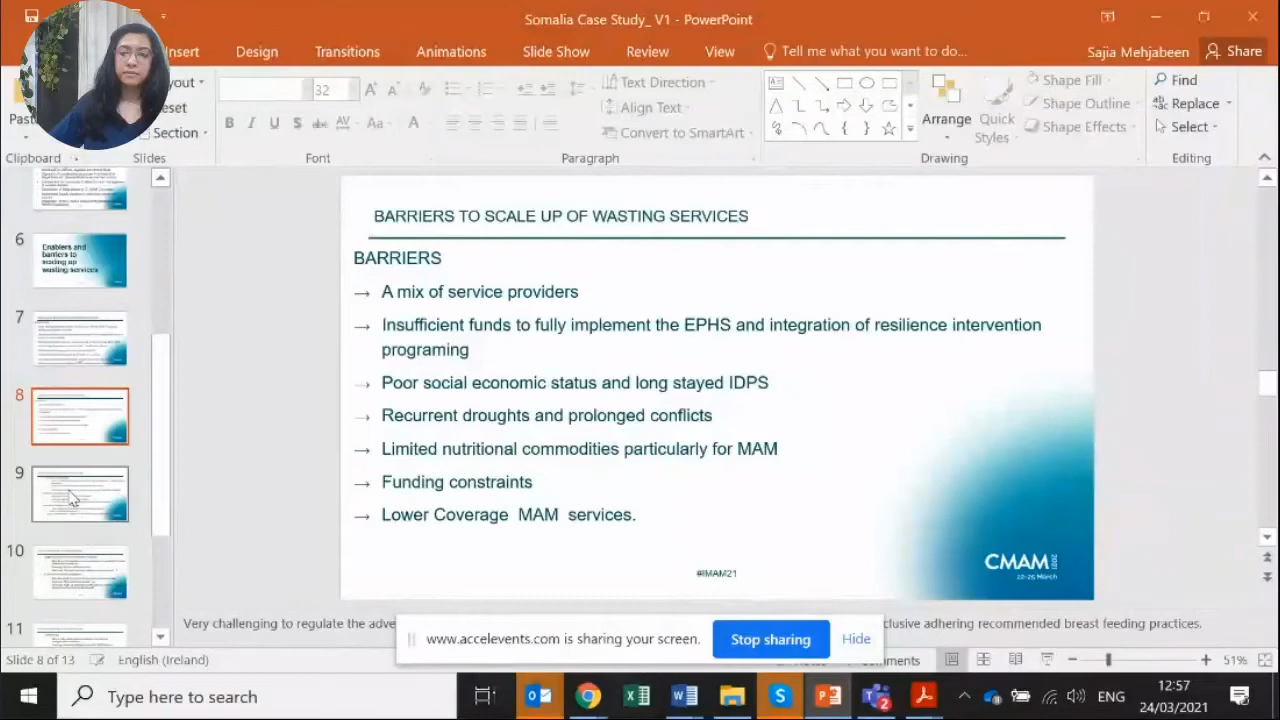 Somalia Case Study_ V1 - PowerPoint
Insert Design Transitions Animations Slide Show Review View Tell me what you want to do... Sajia Mehjabeen Share
32 Text Direction Shape Fill Find
Align Text Shape Outline Replace
Section Convert to SmartArt Arrange Quick Styles Shape Effects Select
Clipboard Slides Font Paragraph Drawing Editing
6
Enablers and
barriers to
scaling up
wasting services
7
8
9
10
11
BARRIERS TO SCALE UP OF WASTING SERVICES
BARRIERS
→ A mix of service providers
→ Insufficient funds to fully implement the EPHS and integration of resilience intervention
programing
→ Poor social economic status and long stayed IDPS
→ Recurrent droughts and prolonged conflicts
→ Limited nutritional commodities particularly for MAM
→ Funding constraints
→ Lower Coverage MAM services.
#IMAM21
CMAM 2021
22-25 March
Very challenging to regulate the adve
clusive adhering recommended breast feeding practices.
www.accelevents.com is sharing your screen. Stop sharing Hide
Slide 8 of 13 English (Ireland) 51%
Type here to search
ENG
12:57
24/03/2021